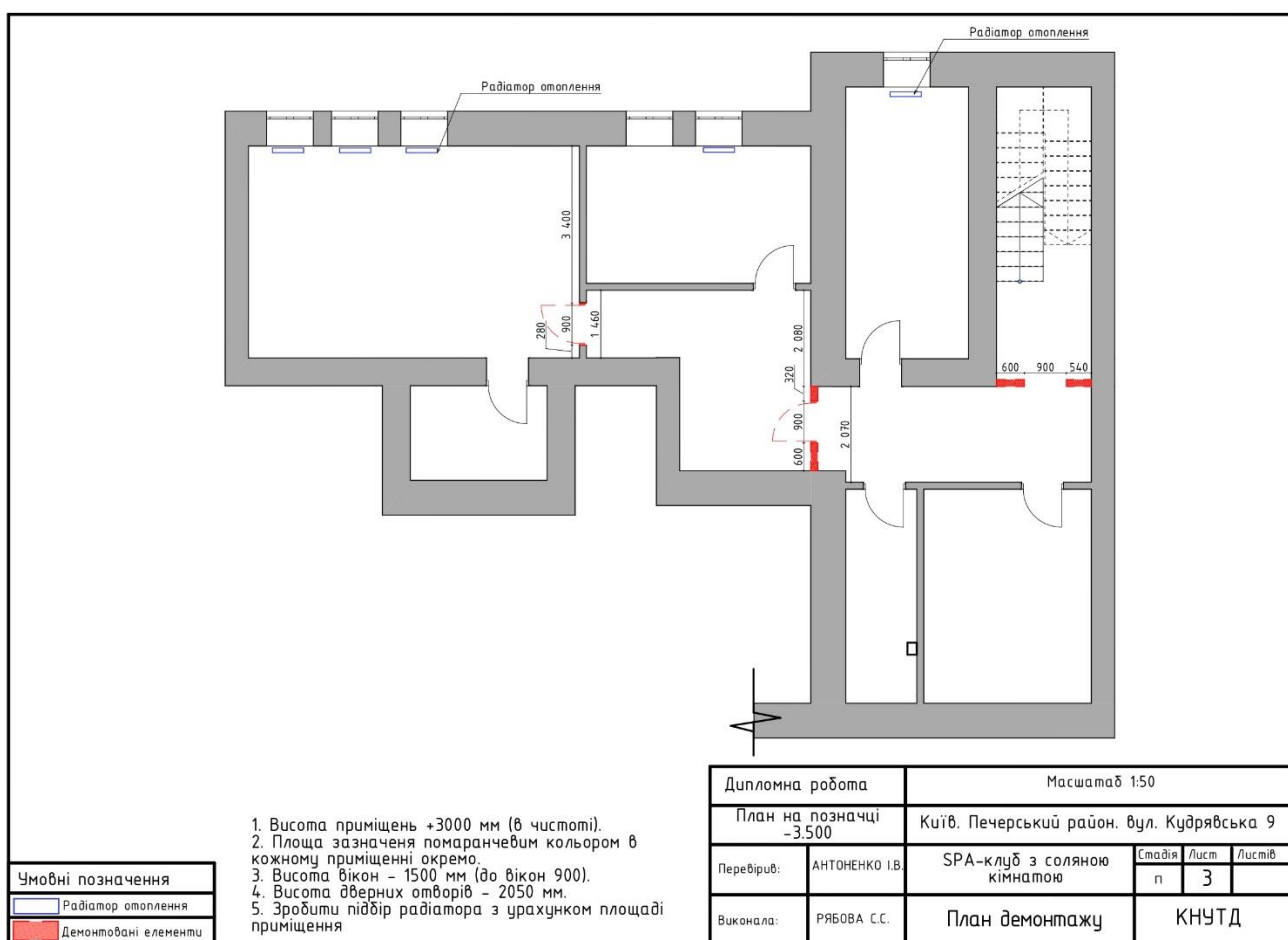 Радіатор отоплення
Радіатор отоплення
3 400
280
900
1 460
2 080
320
900
600
2 070
600
900
540
1. Висота приміщень +3000 мм (в чистоті).
2. Площа зазначеня помаранчевим кольором в
кожному приміщенні окремо.
3. Висота вікон - 1500 мм (до вікон 900).
4. Висота дверних отворів - 2050 мм.
5. Зробити підбір радіатора з урахунком площаді
приміщення
Умовні позначення
Радіатор отоплення
Демонтовані елементи
Дипломна робота
Масштаб 1:50
План на позначці
-3.500
Київ. Печерський район. вул. Кудрявська 9
Перевірив:
АНТОНЕНКО І.В.
SPA-клуб з соляною
кімнатою
Стадія
Лист
Листів
п
3
Виконала:
РЯБОВА С.С.
План демонтажу
КНУТД